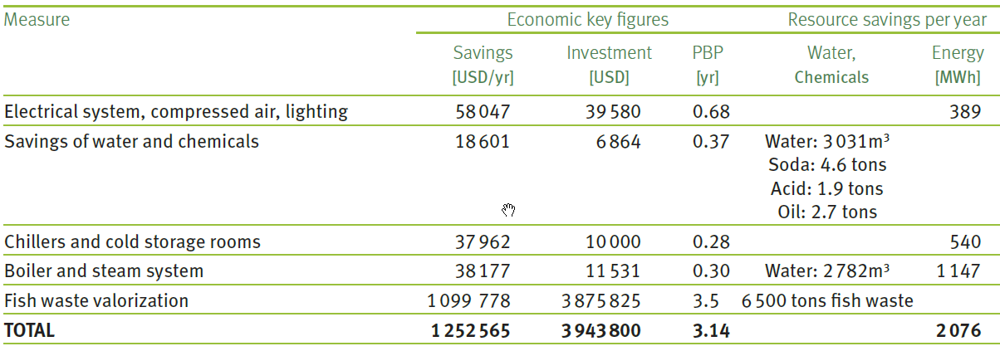 Measure Economic key figures Resource savings per year
Savings Investment PBP Water, Energy
[USD/yr] [USD] [yr] Chemicals [MWh]
Electrical system, compressed air, lighting 58 047 39 580 0.68 389
Savings of water and chemicals 18 601 6 864 0.37 Water: 3 031m³
Soda: 4.6 tons
Acid: 1.9 tons
Oil: 2.7 tons
Chillers and cold storage rooms 37 962 10 000 0.28 540
Boiler and steam system 38 177 11 531 0.30 Water: 2 782m³ 1 147
Fish waste valorization 1 099 778 3 875 825 3.5 6 500 tons fish waste
TOTAL 1 252 565 3 943 800 3.14 2 076